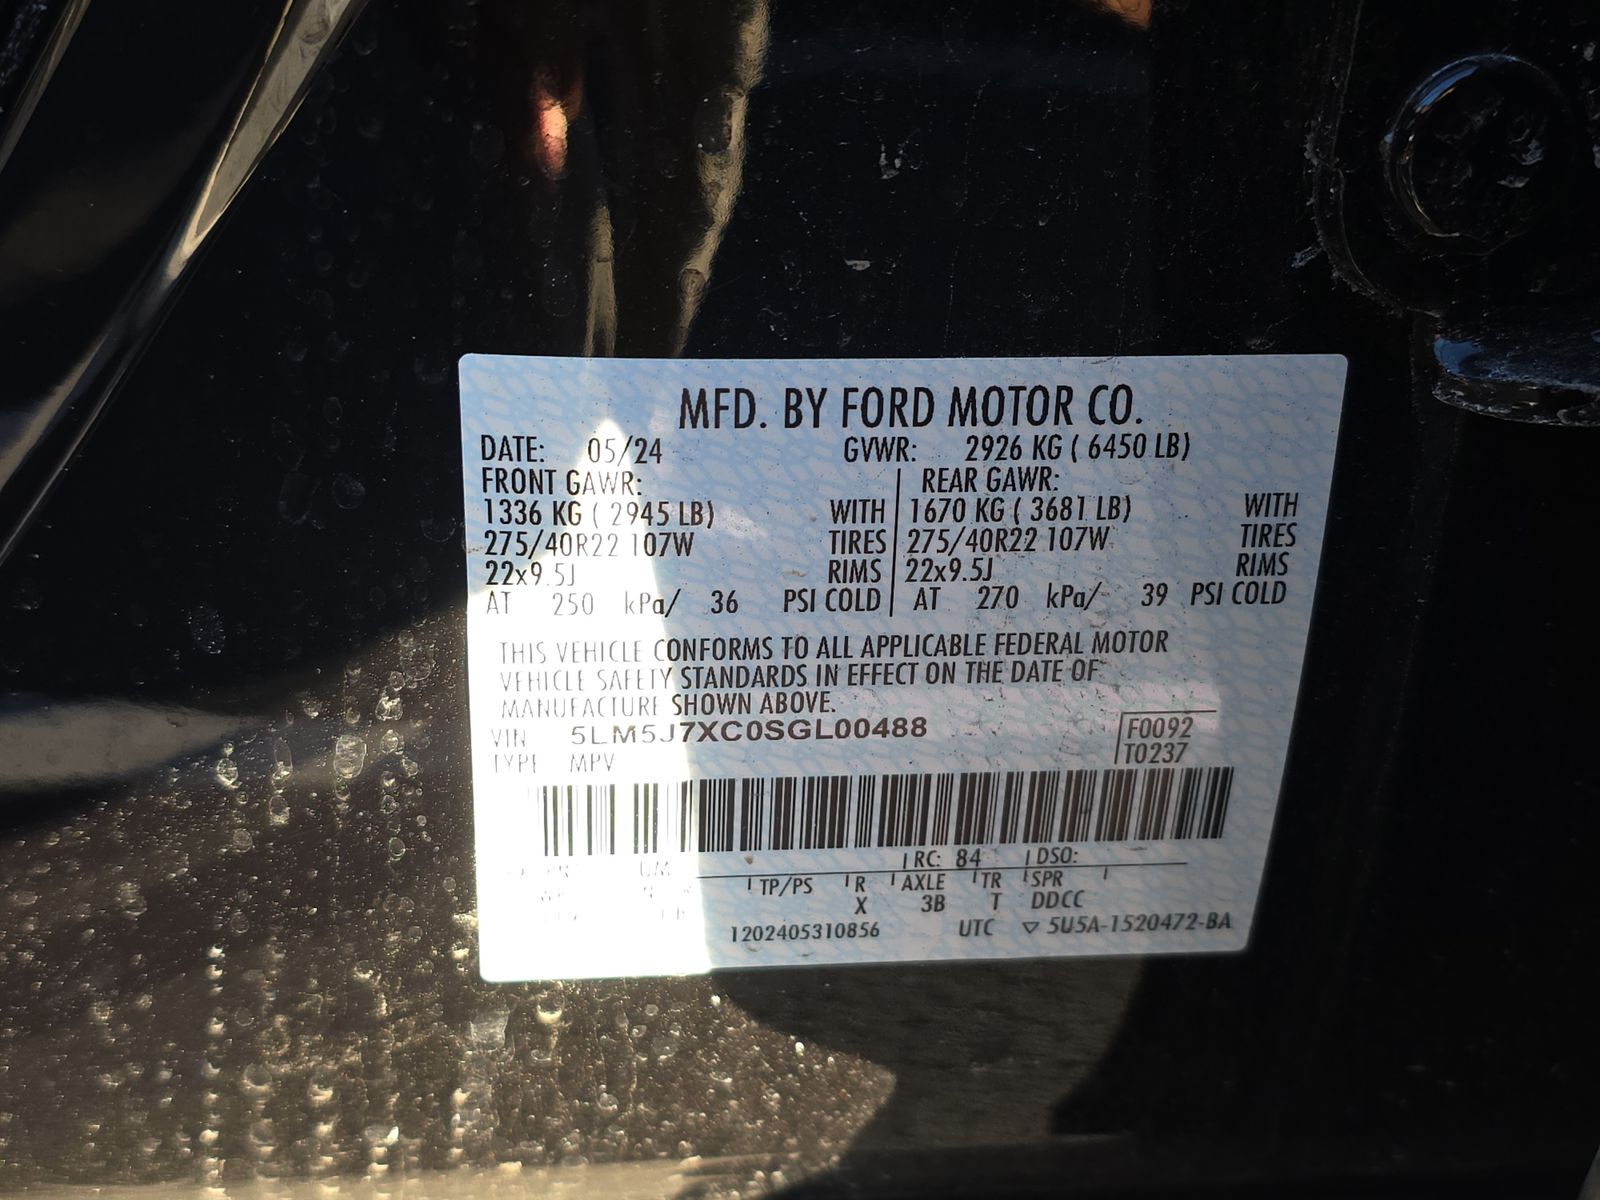 MFD. BY FORD MOTOR CO.
DATE: 05/24 GVWR: 2926 KG ( 6450 LB)
FRONT GAWR: REAR GAWR:
1336 KG ( 2945 LB) WITH 1670 KG ( 3681 LB) WITH
275/40R22 107W TIRES 275/40R22 107W TIRES
22x9.5J RIMS 22x9.5J RIMS
AT 250 kPa/ 36 PSI COLD AT 270 kPa/ 39 PSI COLD
THIS VEHICLE CONFORMS TO ALL APPLICABLE FEDERAL MOTOR
VEHICLE SAFETY STANDARDS IN EFFECT ON THE DATE OF
MANUFACTURE SHOWN ABOVE.
VIN 5LM5J7XC0SGL00488 F0092
TYPE MPV T0237
RC: 84 DSO:
TP/PS R AXLE TR SPR
X 3B T DDCC
1202405310856 UTC ▽ 5U5A-1520472-BA